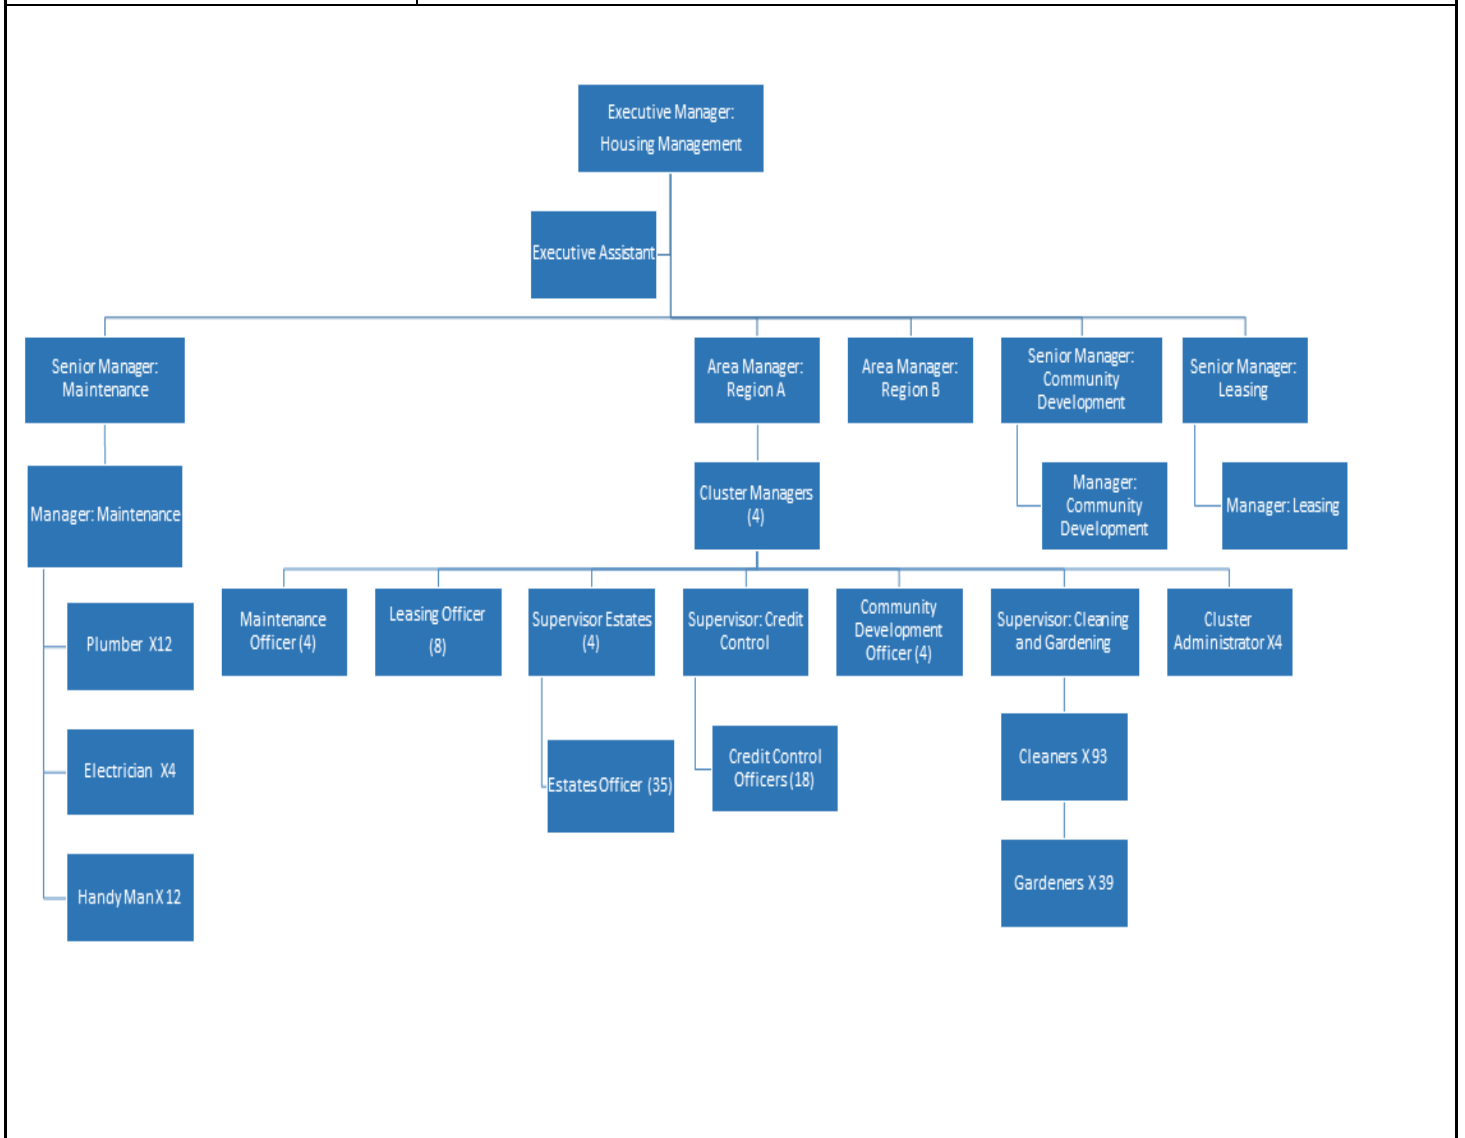 Executive Manager:
Housing Management
Executive Assistant
Senior Manager:
Maintenance
Area Manager:
Region A
Area Manager:
Region B
Senior Manager:
Community
Development
Senior Manager:
Leasing
Manager: Maintenance
Cluster Managers
(4)
Manager:
Community
Development
Manager: Leasing
Plumber X12
Electrician X4
Handy Man X 12
Maintenance
Officer (4)
Leasing Officer
(8)
Supervisor Estates
(4)
Supervisor: Credit
Control
Community
Development
Officer (4)
Supervisor: Cleaning
and Gardening
Cluster
Administrator X4
Estates Officer (35)
Credit Control
Officers (18)
Cleaners X 93
Gardeners X 39